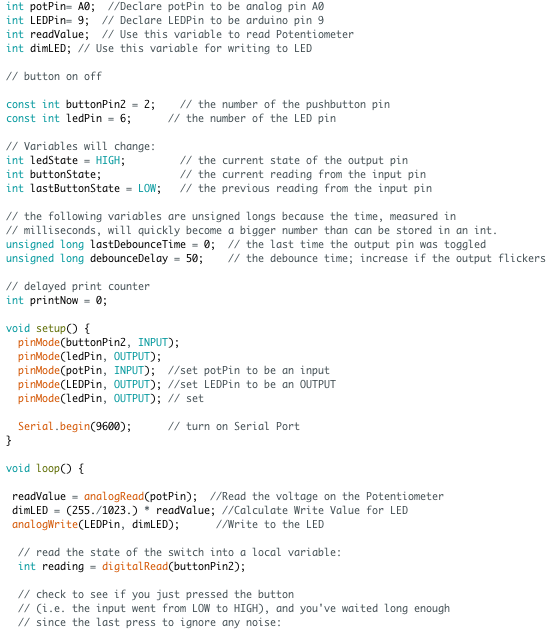 int potPin= A0;  //Declare potPin to be analog pin A0
int LEDPin= 9;  // Declare LEDPin to be arduino pin 9
int readValue;  // Use this variable to read Potentiometer
int dimLED; // Use this variable for writing to LED
// button on off
const int buttonPin2 = 2;    // the number of the pushbutton pin
const int ledPin = 6;      // the number of the LED pin
// Variables will change:
int ledState = HIGH;         // the current state of the output pin
int buttonState;             // the current reading from the input pin
int lastButtonState = LOW;   // the previous reading from the input pin
// the following variables are unsigned longs because the time, measured in
// milliseconds, will quickly become a bigger number than can be stored in an int.
unsigned long lastDebounceTime = 0;  // the last time the output pin was toggled
unsigned long debounceDelay = 50;    // the debounce time; increase if the output flickers
// delayed print counter
int printNow = 0;
void setup() {
  pinMode(buttonPin2, INPUT);
  pinMode(ledPin, OUTPUT);
  pinMode(potPin, INPUT);  //set potPin to be an input
  pinMode(LEDPin, OUTPUT); //set LEDPin to be an OUTPUT
  pinMode(ledPin, OUTPUT); // set
  Serial.begin(9600);      // turn on Serial Port
}
void loop() {
 readValue = analogRead(potPin);  //Read the voltage on the Potentiometer
 dimLED = (255./1023.) * readValue; //Calculate Write Value for LED
 analogWrite(LEDPin, dimLED);      //Write to the LED
  // read the state of the switch into a local variable:
  int reading = digitalRead(buttonPin2);
  // check to see if you just pressed the button
  // (i.e. the input went from LOW to HIGH), and you've waited long enough
  // since the last press to ignore any noise: